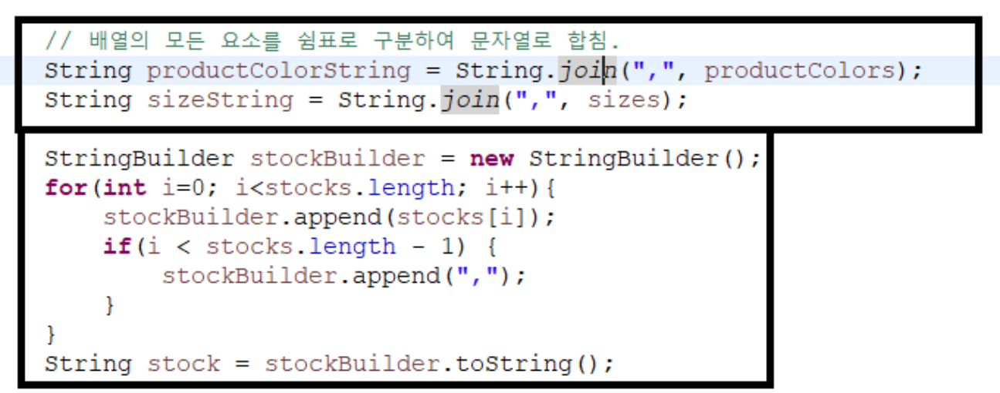 // 배열의 모든 요소를 쉼표로 구분하여 문자열로 합침.
String productColorString = String.join(",", productColors);
String sizeString = String.join(",", sizes);
StringBuilder stockBuilder = new StringBuilder();
for(int i=0; i<stocks.length; i++){
    stockBuilder.append(stocks[i]);
    if(i < stocks.length - 1) {
        stockBuilder.append(",");
    }
}
String stock = stockBuilder.toString();